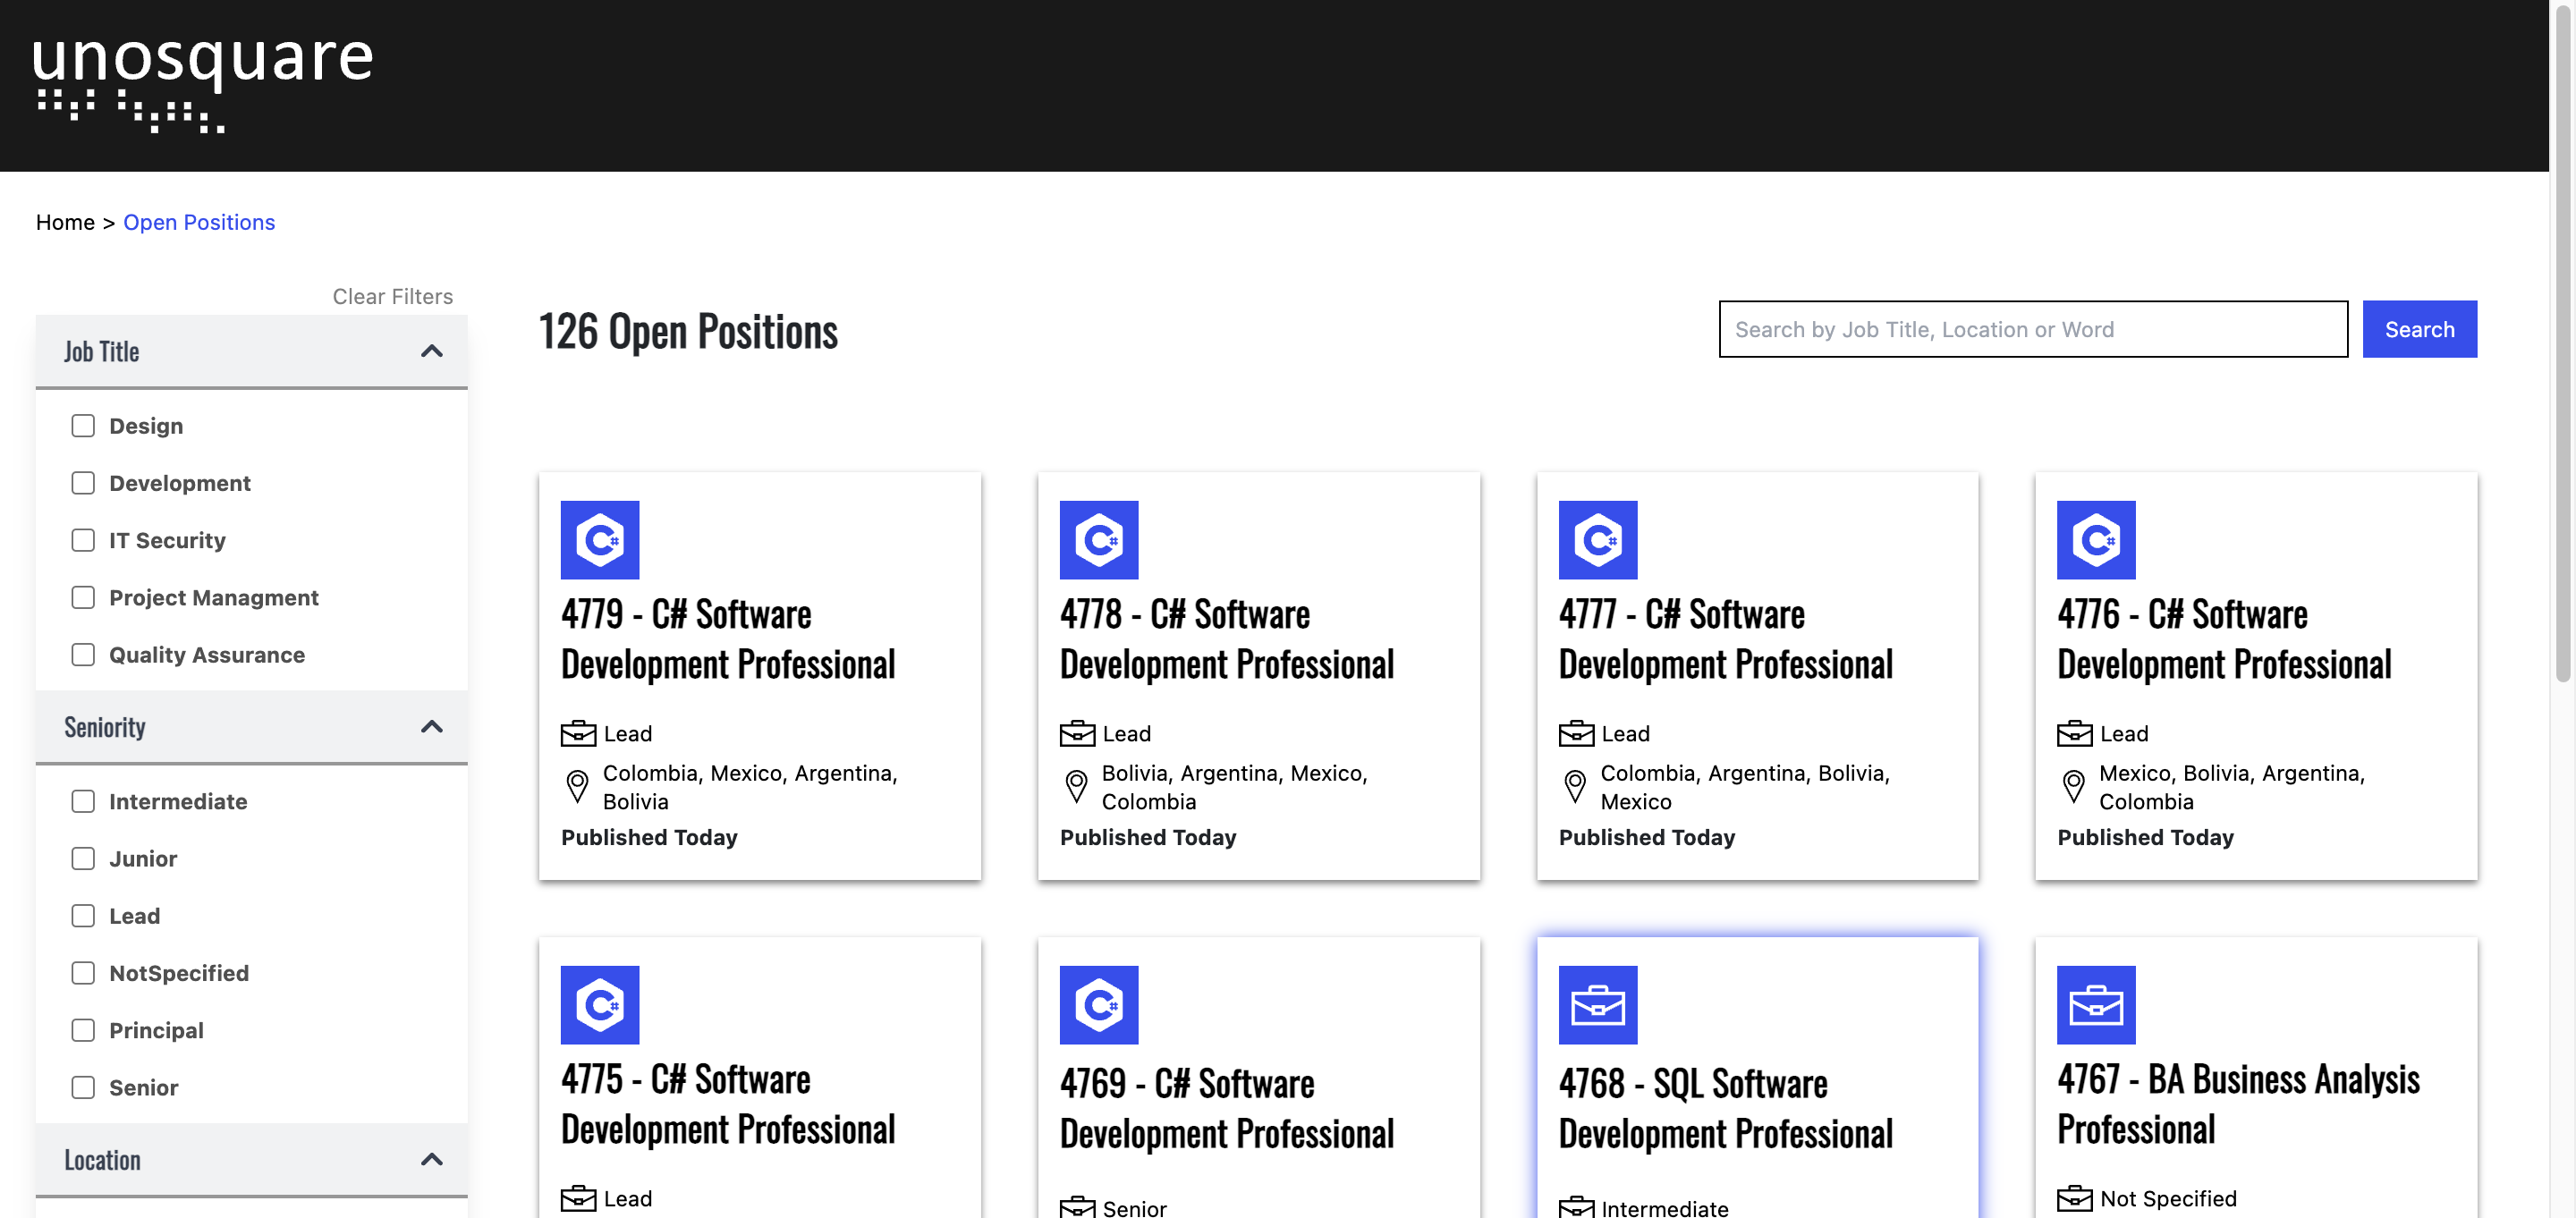 unosquare
Home > Open Positions
Clear Filters
Job Title
Design
Development
IT Security
Project Managment
Quality Assurance
Seniority
Intermediate
Junior
Lead
NotSpecified
Principal
Senior
Location
126 Open Positions
Search by Job Title, Location or Word
Search
C#
4779 - C# Software
Development Professional
Lead
Colombia, Mexico, Argentina,
Bolivia
Published Today
C#
4778 - C# Software
Development Professional
Lead
Bolivia, Argentina, Mexico,
Colombia
Published Today
C#
4777 - C# Software
Development Professional
Lead
Colombia, Argentina, Bolivia,
Mexico
Published Today
C#
4776 - C# Software
Development Professional
Lead
Mexico, Bolivia, Argentina,
Colombia
Published Today
C#
4775 - C# Software
Development Professional
Lead
C#
4769 - C# Software
Development Professional
Senior
4768 - SQL Software
Development Professional
Intermediate
4767 - BA Business Analysis
Professional
Not Specified